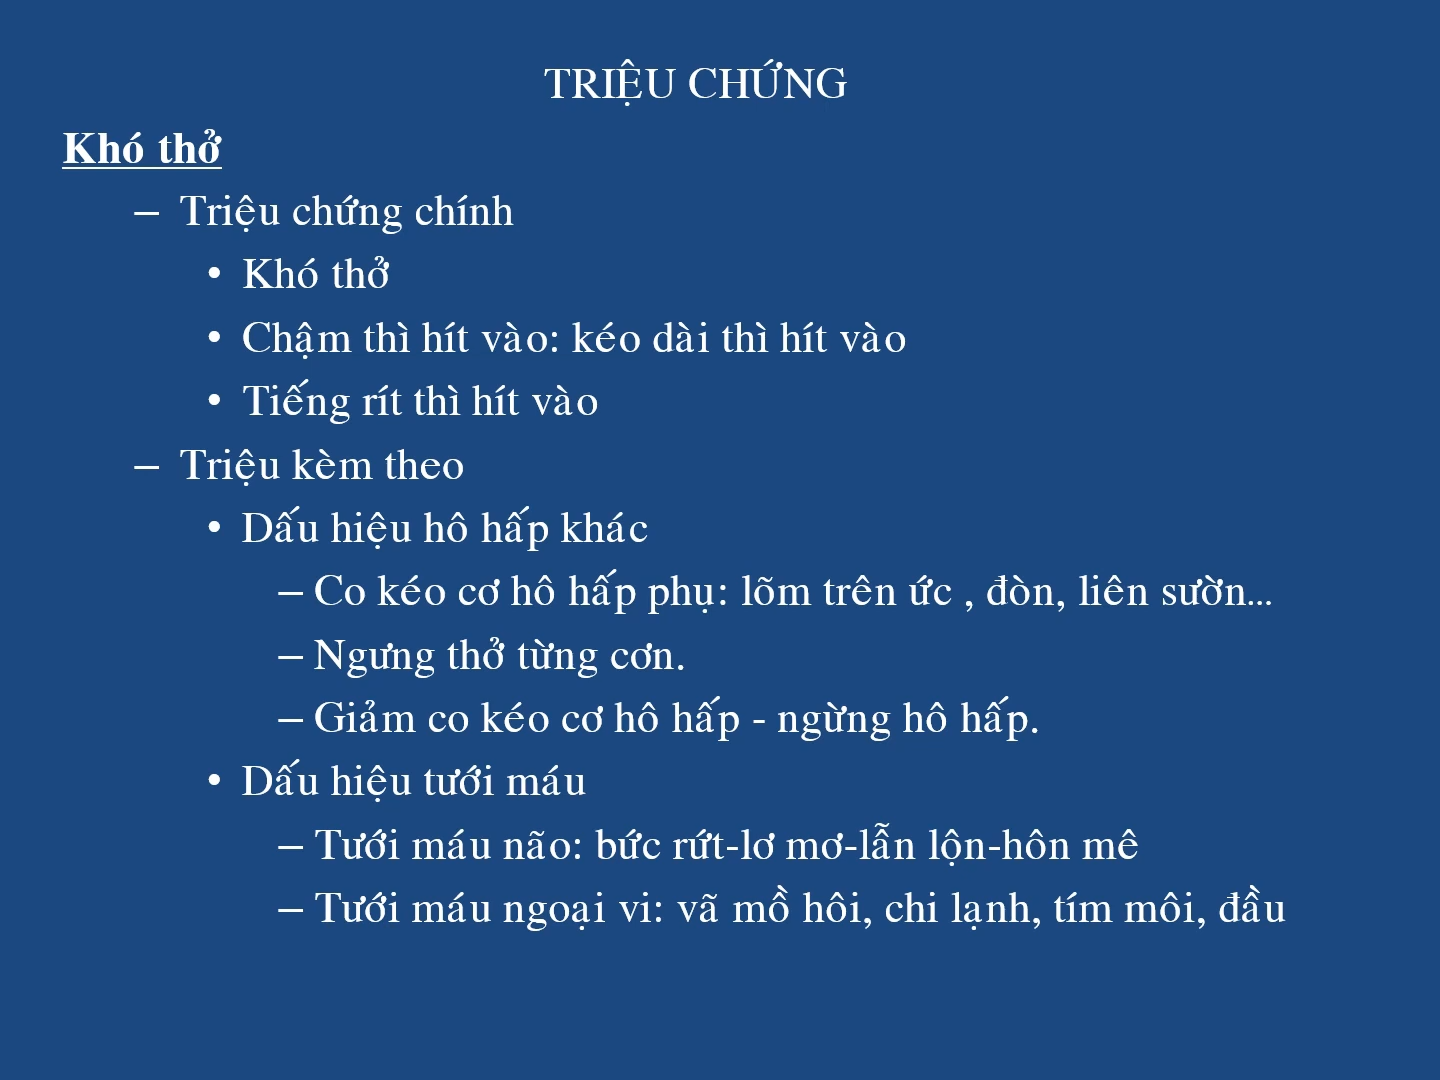 TRIỆU CHỨNG
Khó thở
– Triệu chứng chính
• Khó thở
• Chậm thì hít vào: kéo dài thì hít vào
• Tiếng rít thì hít vào
– Triệu kèm theo
• Dấu hiệu hô hấp khác
– Co kéo cơ hô hấp phụ: lõm trên ức , đòn, liên sườn...
– Ngưng thở từng cơn.
– Giảm co kéo cơ hô hấp - ngừng hô hấp.
• Dấu hiệu tưới máu
– Tưới máu não: bức rứt-lơ mơ-lẫn lộn-hôn mê
– Tưới máu ngoại vi: vã mồ hôi, chi lạnh, tím môi, đầu